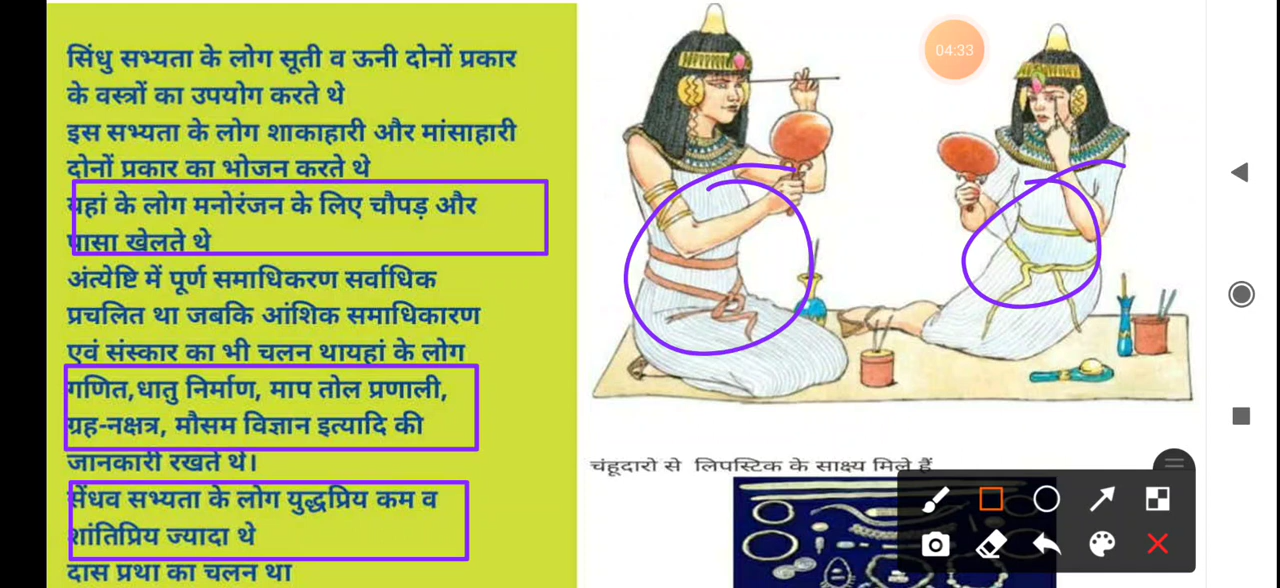 सिंधु सभ्यता के लोग सूती व ऊनी दोनों प्रकार
के वस्त्रों का उपयोग करते थे
इस सभ्यता के लोग शाकाहारी और मांसाहारी
दोनों प्रकार का भोजन करते थे
यहां के लोग मनोरंजन के लिए चौपड़ और
पासा खेलते थे
अंत्येष्टि में पूर्ण समाधिकरण सर्वाधिक
प्रचलित था जबकि आंशिक समाधिकारण
एवं संस्कार का भी चलन थायहां के लोग
गणित,धातु निर्माण, माप तोल प्रणाली,
ग्रह-नक्षत्र, मौसम विज्ञान इत्यादि की
जानकारी रखते थे।
सेंधव सभ्यता के लोग युद्धप्रिय कम व
शांतिप्रिय ज्यादा थे
दास प्रथा का चलन था
04:33
चंहूदारो से लिपस्टिक के साक्ष्य मिले हैं